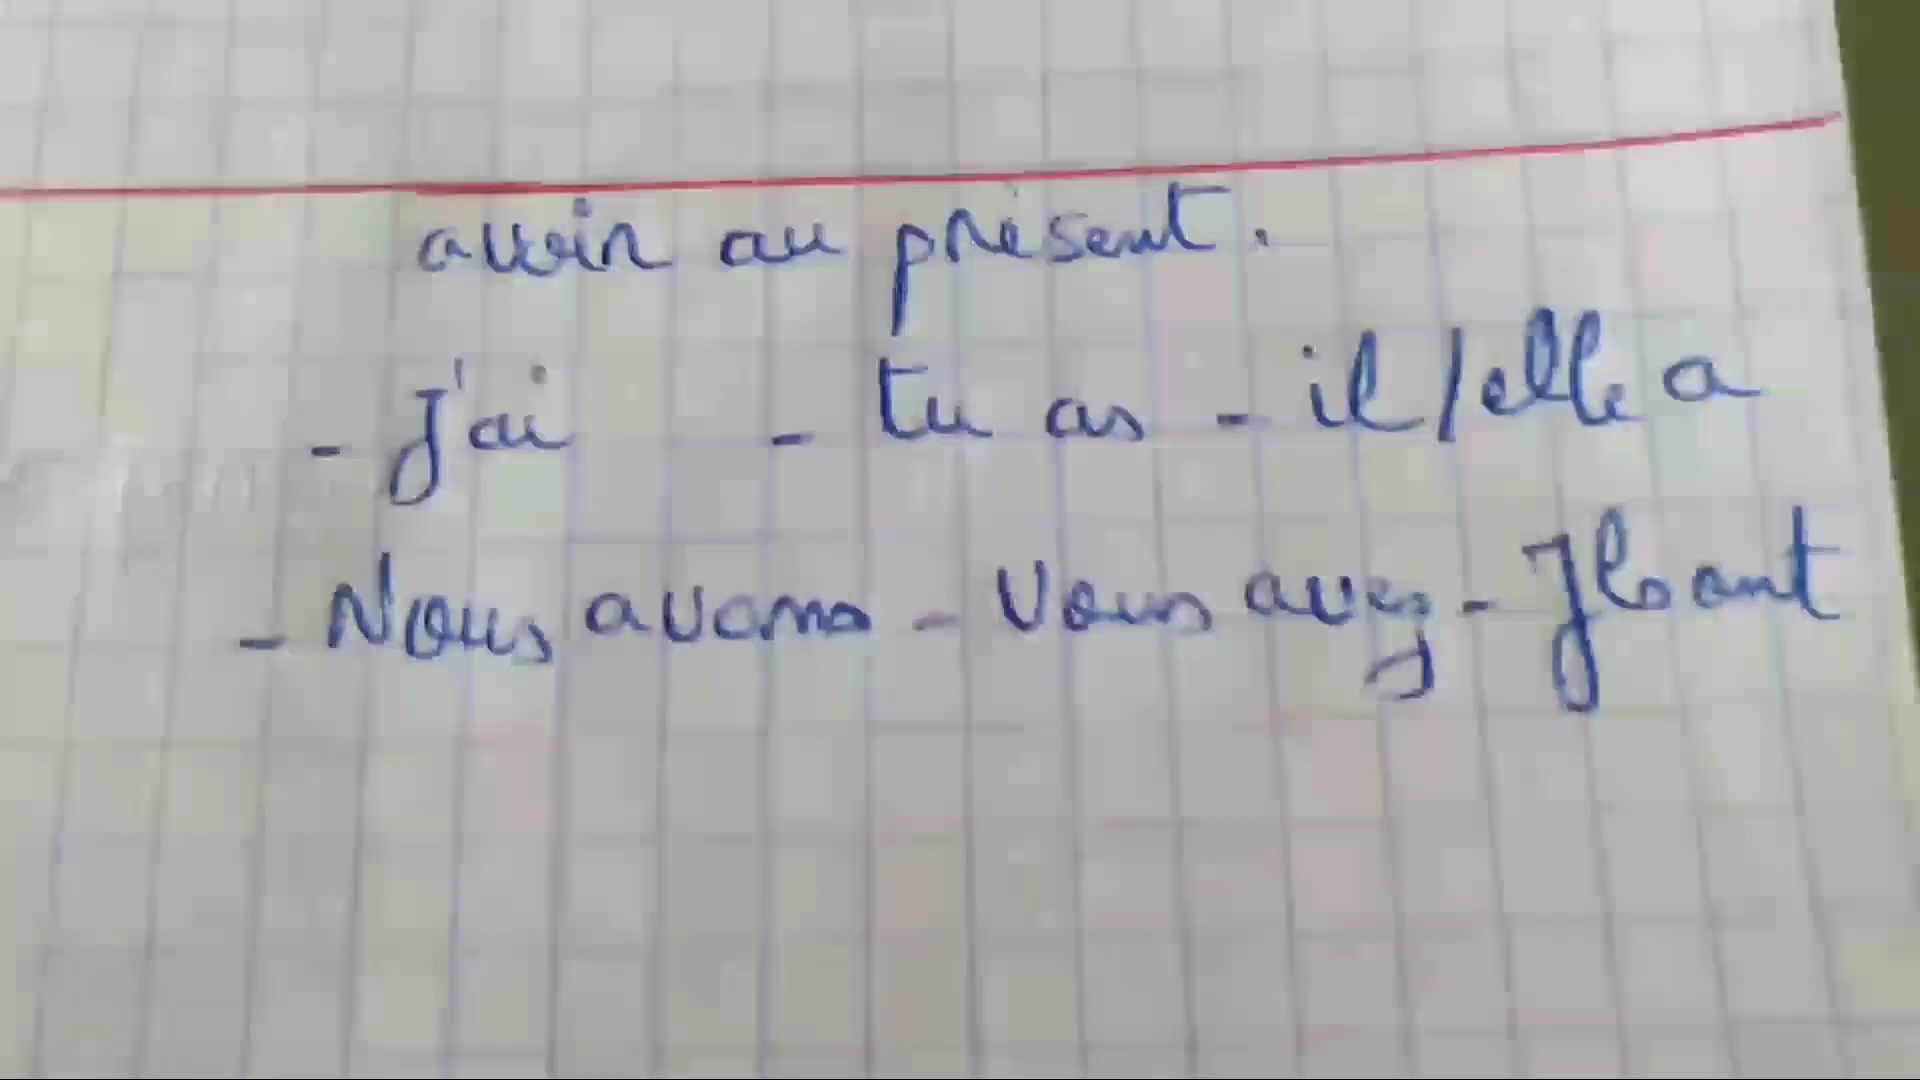 avoir au présent.
- J'ai - tu as - il/elle a
- Nous avons - Vous avez - Ils ont